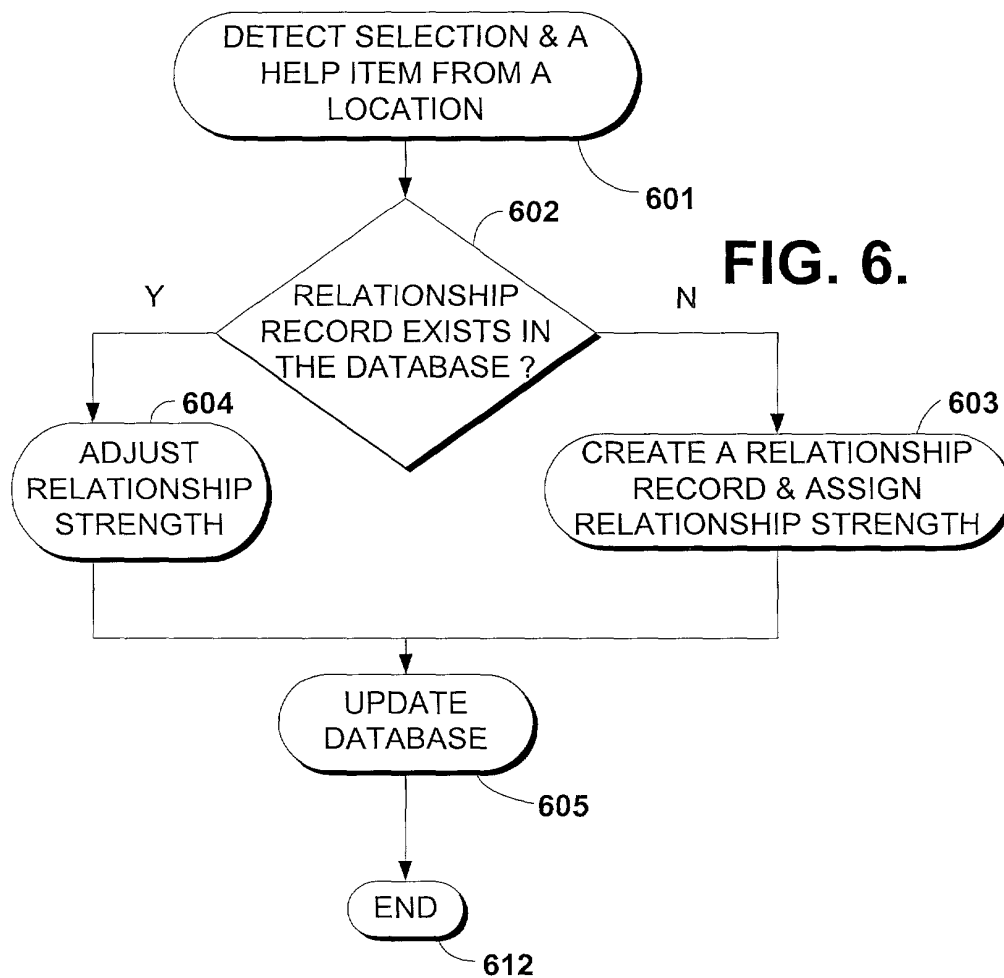 DETECT SELECTION & A
HELP ITEM FROM A
LOCATION
601
602
FIG. 6.
Y
N
RELATIONSHIP
RECORD EXISTS IN
THE DATABASE ?
604
603
ADJUST
RELATIONSHIP
STRENGTH
CREATE A RELATIONSHIP
RECORD & ASSIGN
RELATIONSHIP STRENGTH
UPDATE
DATABASE
605
END
612